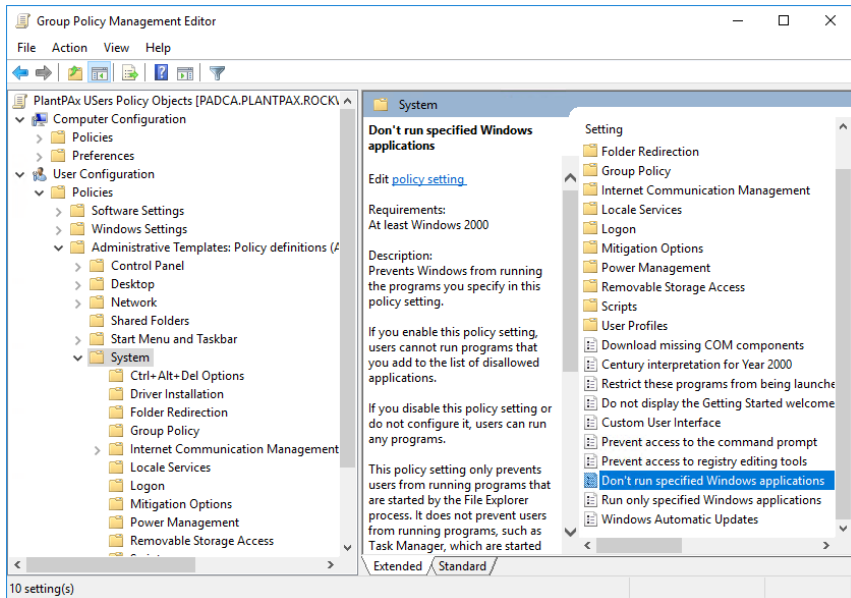 Group Policy Management Editor
File Action View Help
PlantPAx USers Policy Objects [PADCA.PLANTPAX.ROCKV
Computer Configuration
Policies
Preferences
User Configuration
Policies
Software Settings
Windows Settings
Administrative Templates: Policy definitions (A
Control Panel
Desktop
Network
Shared Folders
Start Menu and Taskbar
System
Ctrl+Alt+Del Options
Driver Installation
Folder Redirection
Group Policy
Internet Communication Management
Locale Services
Logon
Mitigation Options
Power Management
Removable Storage Access
System
Don't run specified Windows
applications
Edit policy setting
Requirements:
At least Windows 2000
Description:
Prevents Windows from running
the programs you specify in this
policy setting.
If you enable this policy setting,
users cannot run programs that
you add to the list of disallowed
applications.
If you disable this policy setting or
do not configure it, users can run
any programs.
This policy setting only prevents
users from running programs that
are started by the File Explorer
process. It does not prevent users
from running programs, such as
Task Manager, which are started
Setting
Folder Redirection
Group Policy
Internet Communication Management
Locale Services
Logon
Mitigation Options
Power Management
Removable Storage Access
Scripts
User Profiles
Download missing COM components
Century interpretation for Year 2000
Restrict these programs from being launche
Do not display the Getting Started welcome
Custom User Interface
Prevent access to the command prompt
Prevent access to registry editing tools
Don't run specified Windows applications
Run only specified Windows applications
Windows Automatic Updates
Extended Standard
10 setting(s)